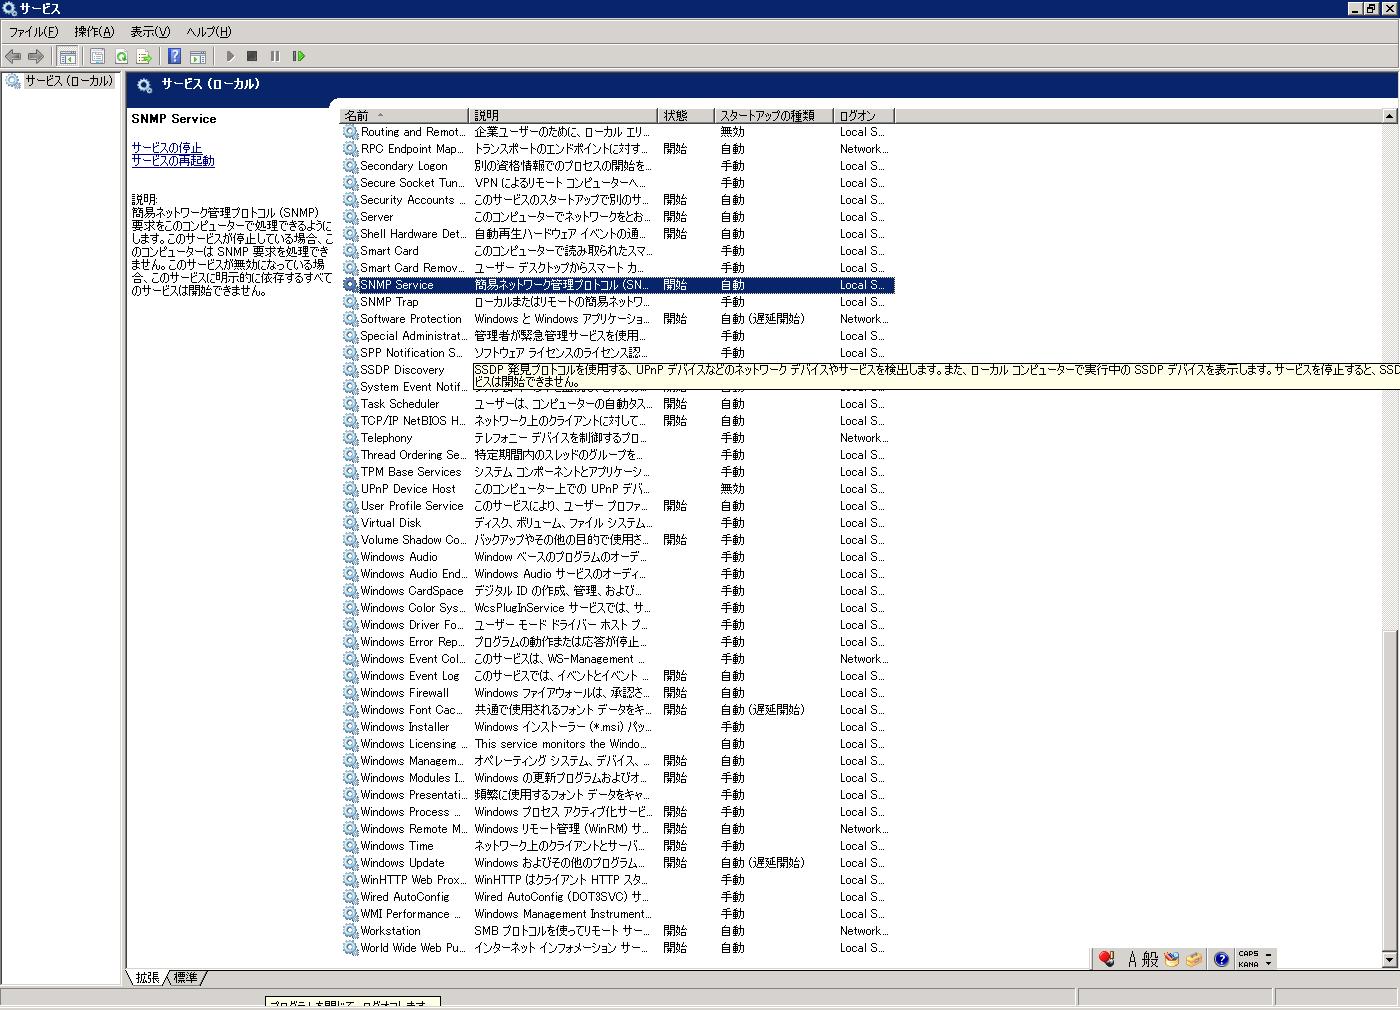 サービス
ファイル(F) 操作(A) 表示(V) ヘルプ(H)
サービス (ローカル)
サービス (ローカル)
SNMP Service
サービスの停止
サービスの再起動
説明:
簡易ネットワーク管理プロトコル (SNMP)
要求をこのコンピューターで処理できるように
します。このサービスが停止している場合、こ
のコンピューターは SNMP 要求を処理でき
ません。このサービスが無効になっている場
合、このサービスに明示的に依存するすべて
のサービスは開始できません。
名前 説明 状態 スタートアップの種類 ログオン
Routing and Remot... 企業ユーザーのために、ローカル エリ... 無効 Local S...
RPC Endpoint Map... トランスポートのエンドポイントに対す... 開始 自動 Network...
Secondary Logon 別の資格情報でのプロセスの開始を... 手動 Local S...
Secure Socket Tun... VPN によるリモート コンピューターへ... 手動 Local S...
Security Accounts ... このサービスのスタートアップで別のサ... 開始 自動 Local S...
Server このコンピューターでネットワークをとお... 開始 自動 Local S...
Shell Hardware Det... 自動再生ハードウェア イベントの通... 開始 自動 Local S...
Smart Card このコンピューターで読み取られたスマ... 手動 Local S...
Smart Card Remov... ユーザー デスクトップからスマート カ... 手動 Local S...
SNMP Service 簡易ネットワーク管理プロトコル (SN... 開始 自動 Local S...
SNMP Trap ローカルまたはリモートの簡易ネットワ... 手動 Local S...
Software Protection Windows と Windows アプリケーショ... 開始 自動 (遅延開始) Network...
Special Administrat... 管理者が緊急管理サービスを使用... 手動 Local S...
SPP Notification S... ソフトウェア ライセンスのライセンス認... 手動 Local S...
SSDP Discovery SSDP 発見プロトコルを使用する、UPnP デバイスなどのネットワーク デバイスやサービスを検出します。また、ローカル コンピューターで実行中の SSDP デバイスを表示します。サービスを停止すると、SSD
ビスは開始できません。
System Event Notif... 開始 自動 Local S...
Task Scheduler ユーザーは、コンピューターの自動タス... 開始 自動 Local S...
TCP/IP NetBIOS H... ネットワーク上のクライアントに対して... 開始 自動 Local S...
Telephony テレフォニー デバイスを制御するプロ... 手動 Network...
Thread Ordering Se... 特定期間内のスレッドのグループを... 手動 Local S...
TPM Base Services システム コンポーネントとアプリケーシ... 手動 Local S...
UPnP Device Host このコンピューター上での UPnP デバ... 無効 Local S...
User Profile Service このサービスにより、ユーザー プロファ... 開始 自動 Local S...
Virtual Disk ディスク、ボリューム、ファイル システム... 手動 Local S...
Volume Shadow Co... バックアップやその他の目的で使用さ... 開始 手動 Local S...
Windows Audio Window ベースのプログラムのオーデ... 手動 Local S...
Windows Audio End... Windows Audio サービスのオーディ... 手動 Local S...
Windows CardSpace デジタル ID の作成、管理、および... 手動 Local S...
Windows Color Sys... WcsPlugInService サービスでは、サ... 手動 Local S...
Windows Driver Fo... ユーザー モード ドライバー ホスト プ... 手動 Local S...
Windows Error Rep... プログラムの動作または応答が停止... 手動 Local S...
Windows Event Col... このサービスは、WS-Management ... 手動 Network...
Windows Event Log このサービスでは、イベントとイベント ... 開始 自動 Local S...
Windows Firewall Windows ファイアウォールは、承認さ... 開始 自動 Local S...
Windows Font Cac... 共通で使用されるフォント データをキ... 開始 自動 (遅延開始) Local S...
Windows Installer Windows インストーラー (*.msi) パッ... 手動 Local S...
Windows Licensing ... This service monitors the Windo... 自動 Local S...
Windows Managem... オペレーティング システム、デバイス、... 開始 自動 Local S...
Windows Modules I... Windows の更新プログラムおよびオ... 開始 手動 Local S...
Windows Presentati... 頻繁に使用するフォント データをキャ... 手動 Local S...
Windows Process ... Windows プロセス アクティブ化サービ... 開始 手動 Local S...
Windows Remote M... Windows リモート管理 (WinRM) サ... 開始 自動 Network...
Windows Time ネットワーク上のクライアントとサーバ... 開始 手動 Local S...
Windows Update Windows およびその他のプログラム... 開始 自動 (遅延開始) Local S...
WinHTTP Web Prox... WinHTTP はクライアント HTTP スタ... 手動 Local S...
Wired AutoConfig Wired AutoConfig (DOT3SVC) サ... 手動 Local S...
WMI Performance ... Windows Management Instrument... 手動 Local S...
Workstation SMB プロトコルを使ってリモート サー... 開始 自動 Network...
World Wide Web Pu... インターネット インフォメーション サー... 開始 自動 Local S...
A 般 CAPS
KANA
拡張 標準
プログラムを閉じて、ログオフします。